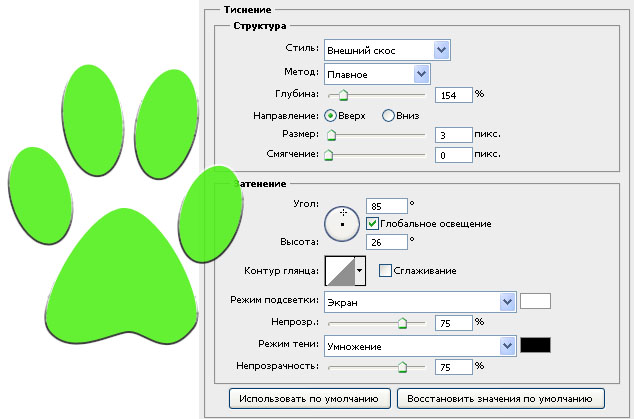 Тиснение
Структура
Стиль: Внешний скос
Метод: Плавное
Глубина: 154 %
Направление: Вверх Вниз
Размер: 3 пикс.
Смягчение: 0 пикс.
Затенение
Угол: 85 °
Глобальное освещение
Высота: 26 °
Контур глянца: Сглаживание
Режим подсветки: Экран
Непрозр.: 75 %
Режим тени: Умножение
Непрозрачность: 75 %
Использовать по умолчанию Восстановить значения по умолчанию